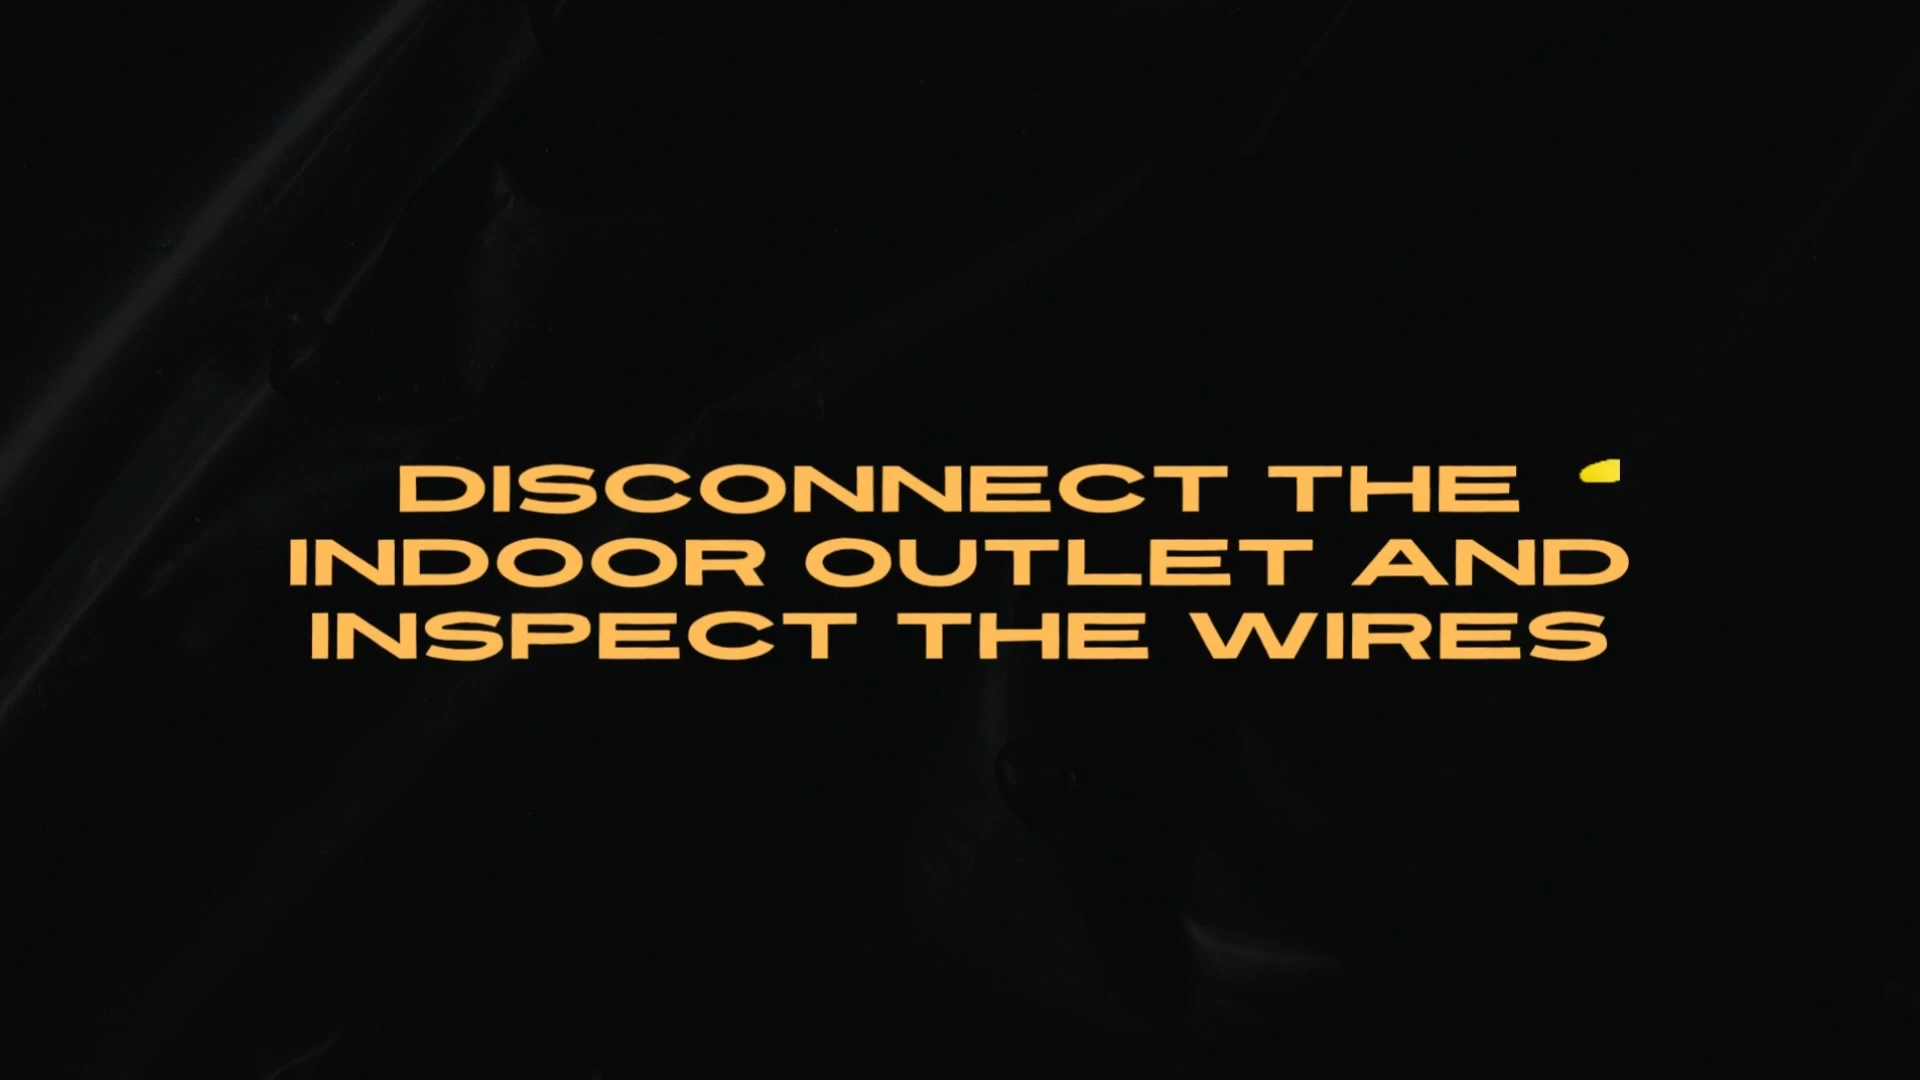 DISCONNECT THE
INDOOR OUTLET AND
INSPECT THE WIRES